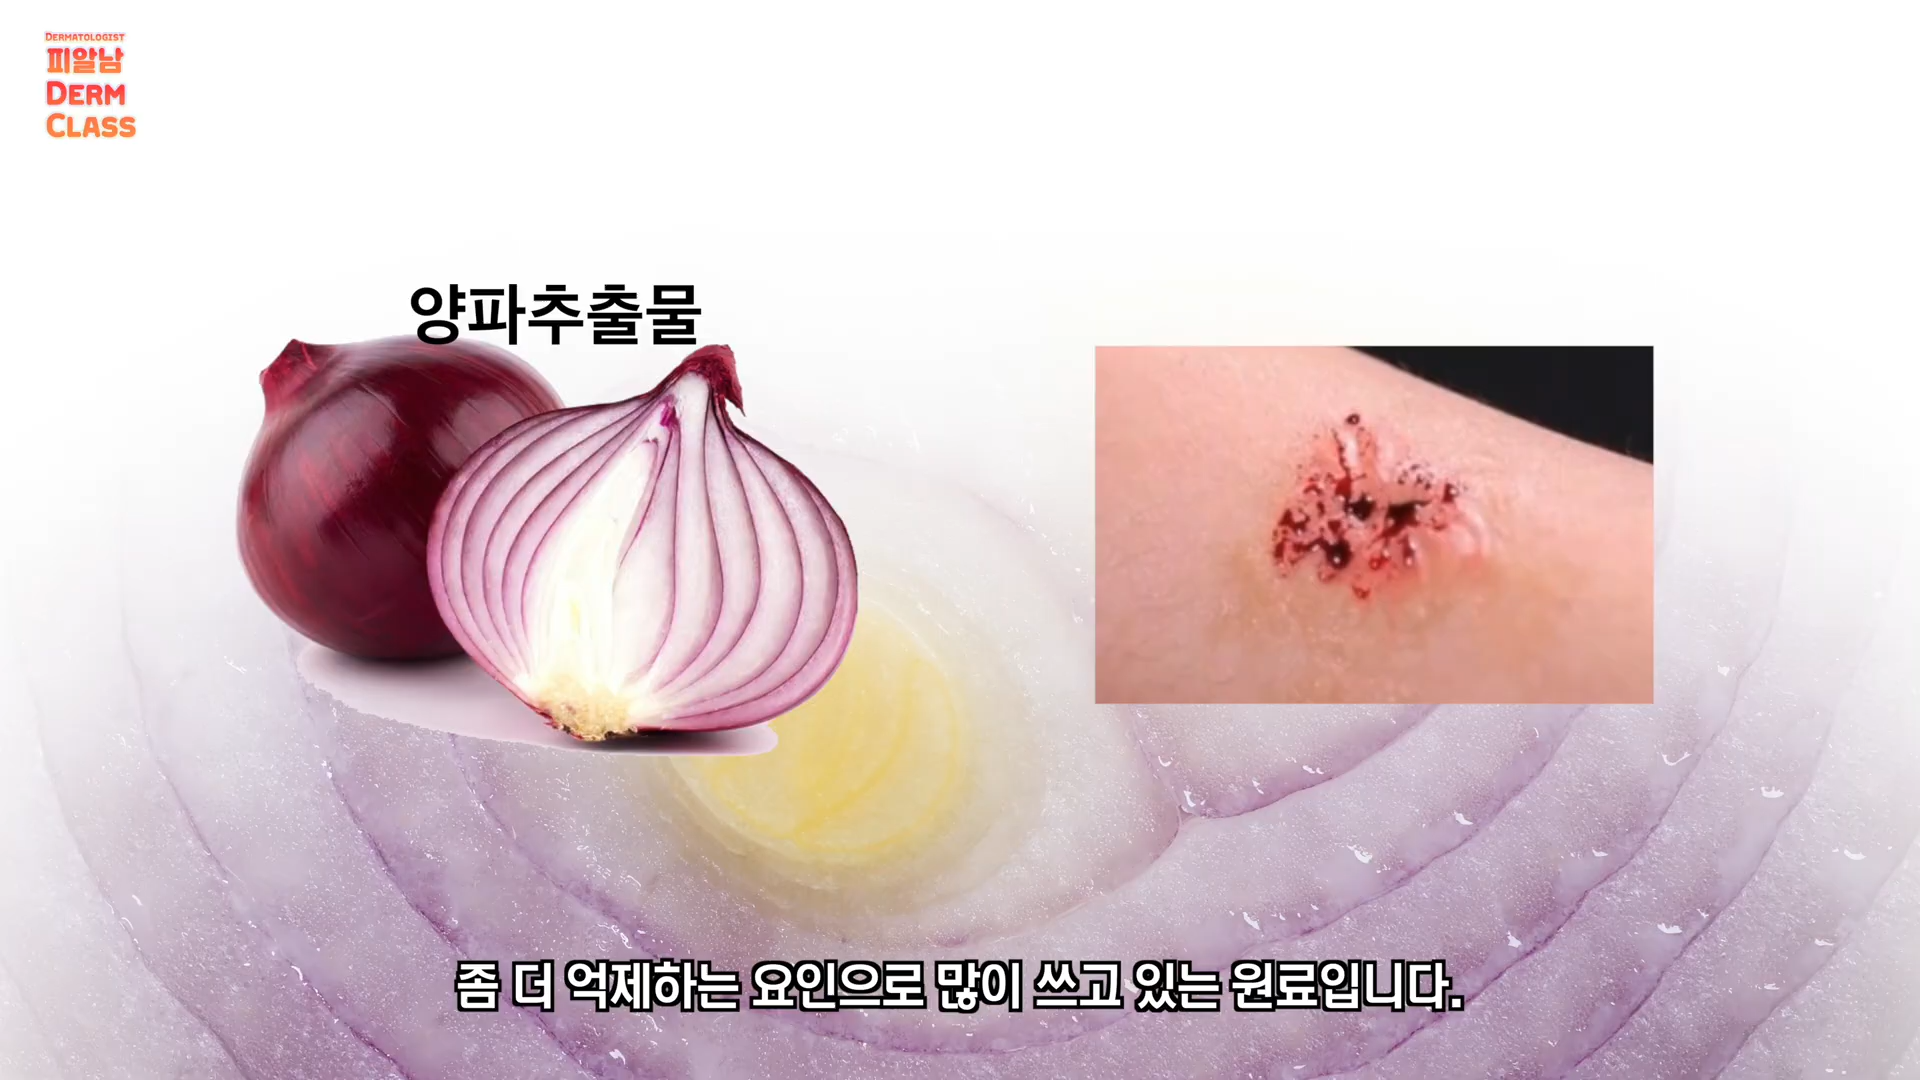 DERMATOLOGIST
피알남
DERM
CLASS
양파추출물
좀 더 억제하는 요인으로 많이 쓰고 있는 원료입니다.